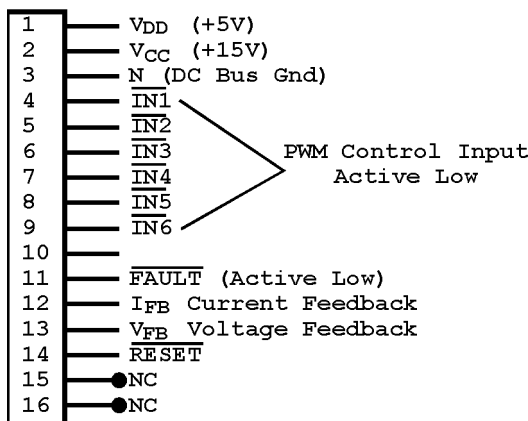 1 VDD (+5V)
2 VCC (+15V)
3 N (DC Bus Gnd)
4 IN1
5 IN2
6 IN3
7 IN4
8 IN5
9 IN6
PWM Control Input
Active Low
10
11 FAULT (Active Low)
12 IFB Current Feedback
13 VFB Voltage Feedback
14 RESET
15 NC
16 NC